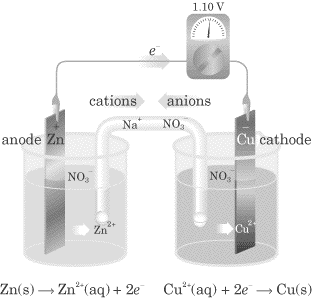 1.10 V
e⁻
cations anions
Na⁺ NO₃⁻
+ −
anode Zn Cu cathode
NO₃⁻ NO₃⁻
Zn²⁺ Cu²⁺
Zn(s) → Zn²⁺(aq) + 2e⁻ Cu²⁺(aq) + 2e⁻ → Cu(s)